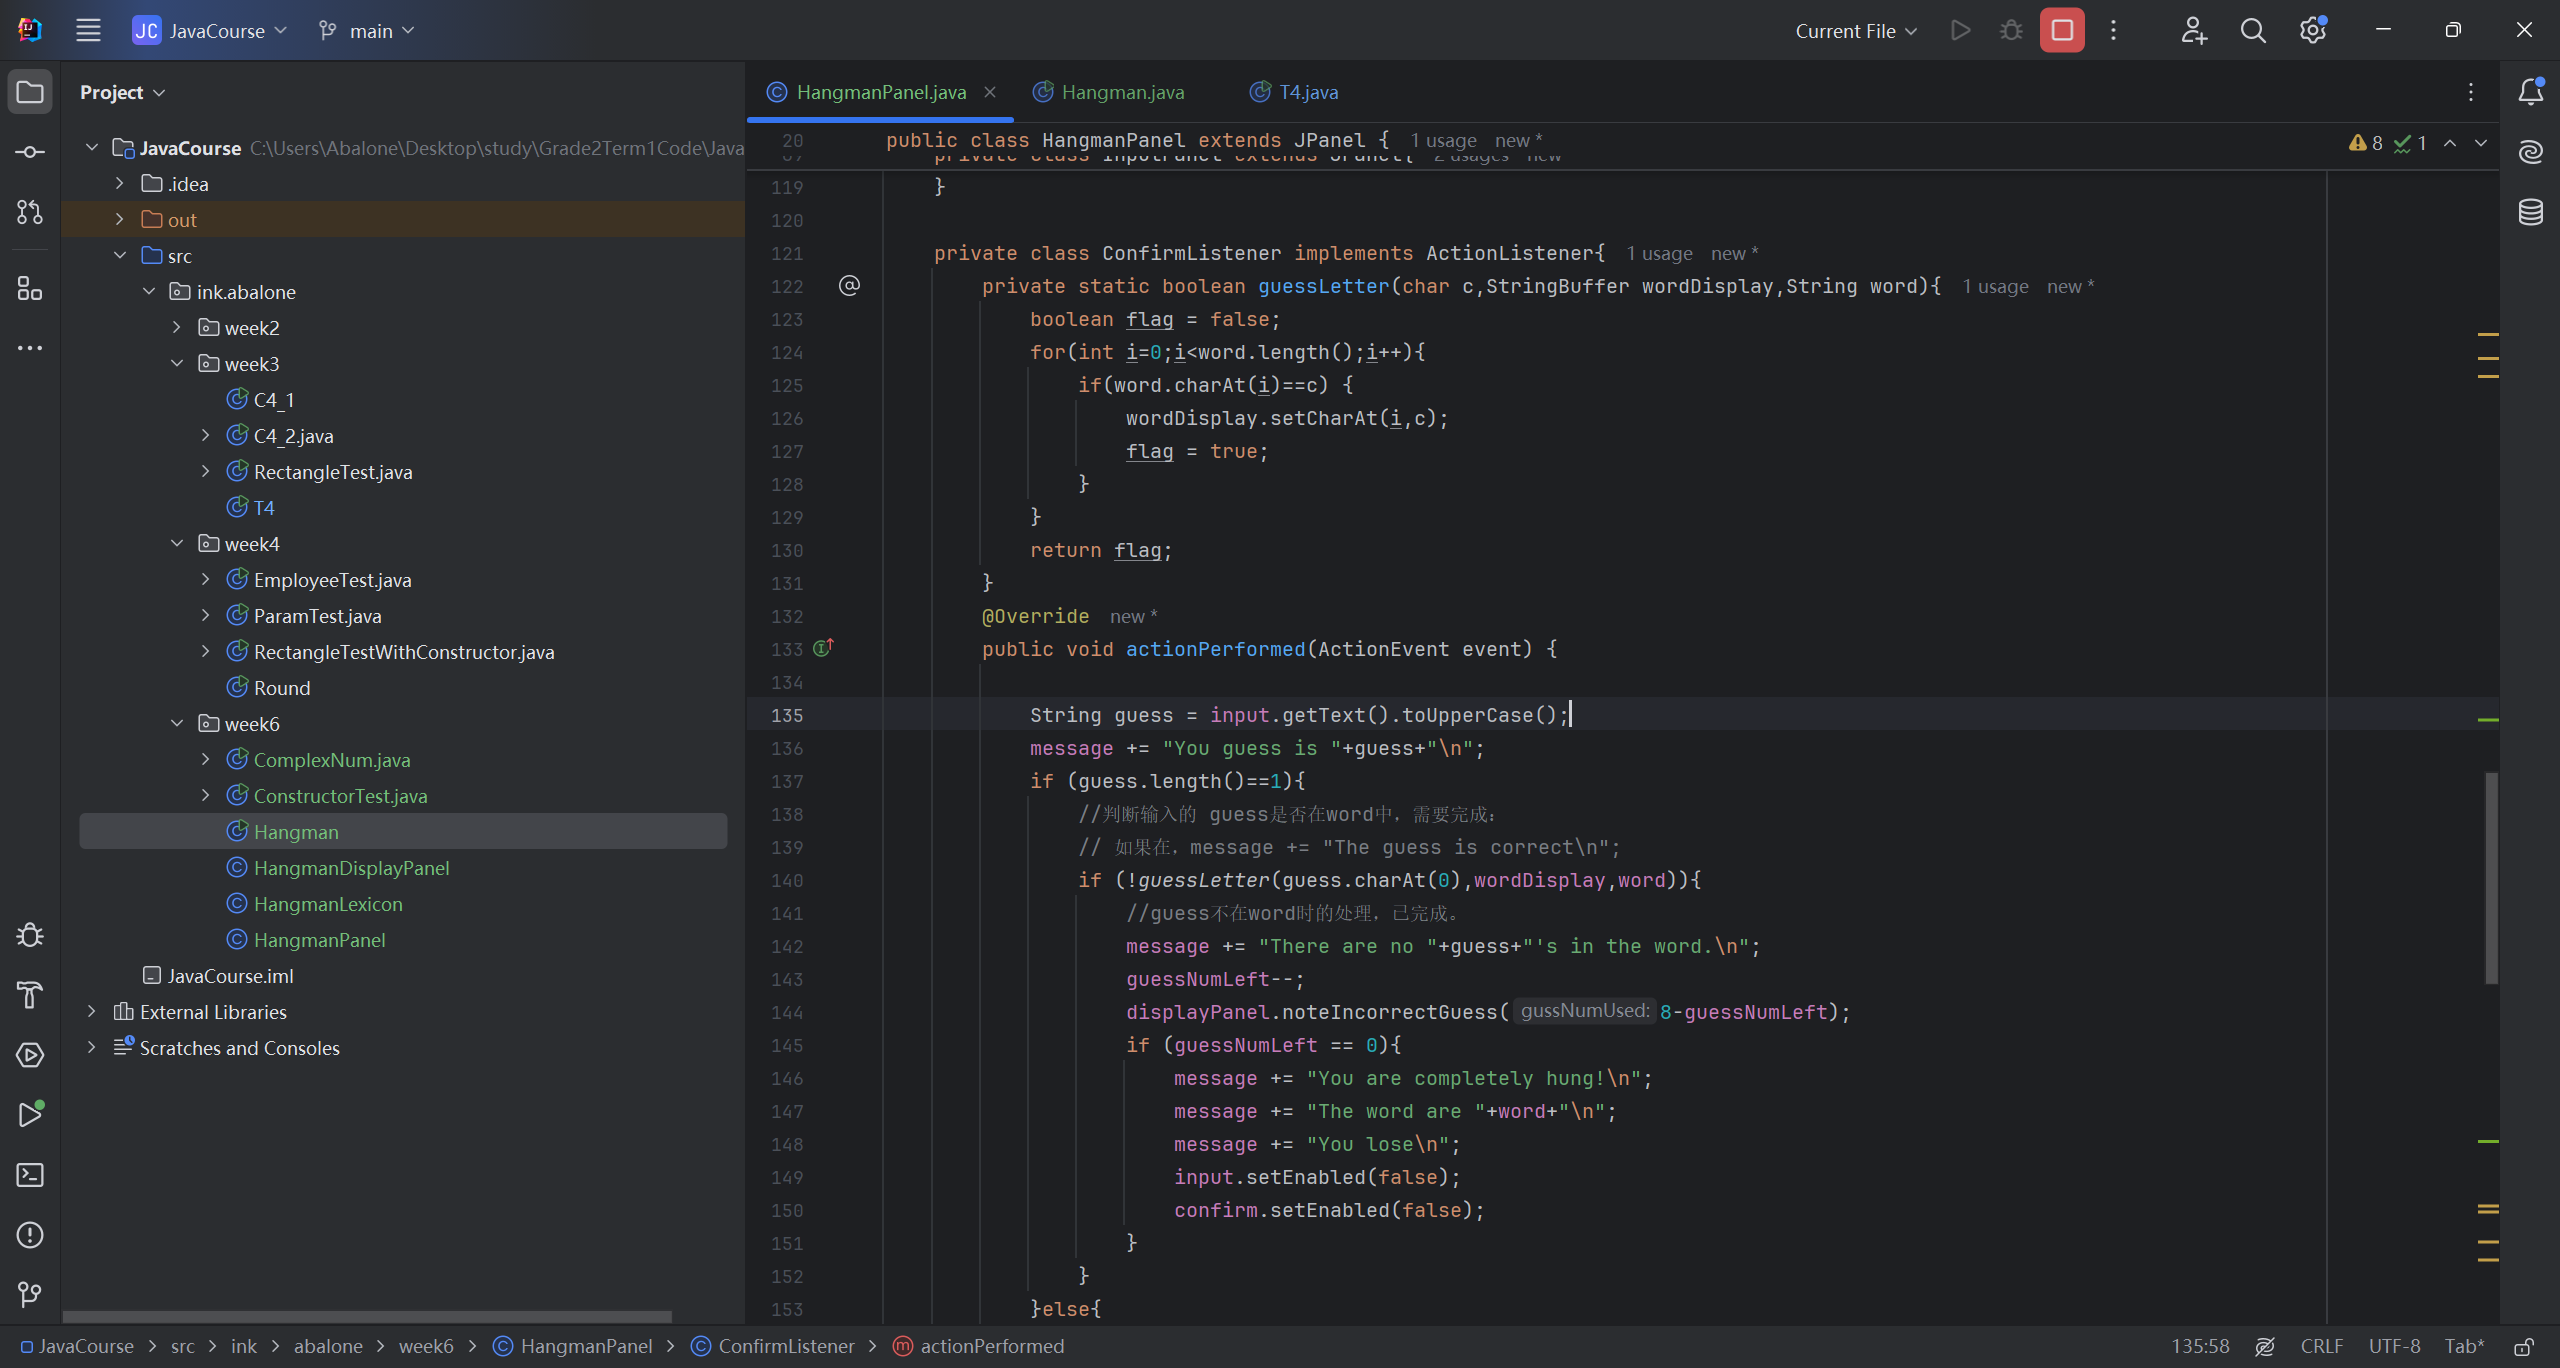 JC JavaCourse main Current File
Project
HangmanPanel.java Hangman.java T4.java
JavaCourse C:\Users\Abalone\Desktop\study\Grade2Term1Code\Java
.idea
out
src
ink.abalone
week2
week3
C4_1
C4_2.java
RectangleTest.java
T4
week4
EmployeeTest.java
ParamTest.java
RectangleTestWithConstructor.java
Round
week6
ComplexNum.java
ConstructorTest.java
Hangman
HangmanDisplayPanel
HangmanLexicon
HangmanPanel
JavaCourse.iml
External Libraries
Scratches and Consoles
20 public class HangmanPanel extends JPanel { 1 usage new * 8 1
119 }
120
121 private class ConfirmListener implements ActionListener{ 1 usage new *
122 @ private static boolean guessLetter(char c,StringBuffer wordDisplay,String word){ 1 usage new *
123 boolean flag = false;
124 for(int i=0;i<word.length();i++){
125 if(word.charAt(i)==c) {
126 wordDisplay.setCharAt(i,c);
127 flag = true;
128 }
129 }
130 return flag;
131 }
132 @Override new *
133 public void actionPerformed(ActionEvent event) {
134
135 String guess = input.getText().toUpperCase();
136 message += "You guess is "+guess+"\n";
137 if (guess.length()==1){
138 //判断输入的 guess是否在word中，需要完成：
139 // 如果在，message += "The guess is correct\n";
140 if (!guessLetter(guess.charAt(0),wordDisplay,word)){
141 //guess不在word时的处理，已完成。
142 message += "There are no "+guess+"'s in the word.\n";
143 guessNumLeft--;
144 displayPanel.noteIncorrectGuess( gussNumUsed: 8-guessNumLeft);
145 if (guessNumLeft == 0){
146 message += "You are completely hung!\n";
147 message += "The word are "+word+"\n";
148 message += "You lose\n";
149 input.setEnabled(false);
150 confirm.setEnabled(false);
151 }
152 }
153 }else{
JavaCourse > src > ink > abalone > week6 > HangmanPanel > ConfirmListener > actionPerformed 135:58 CRLF UTF-8 Tab*